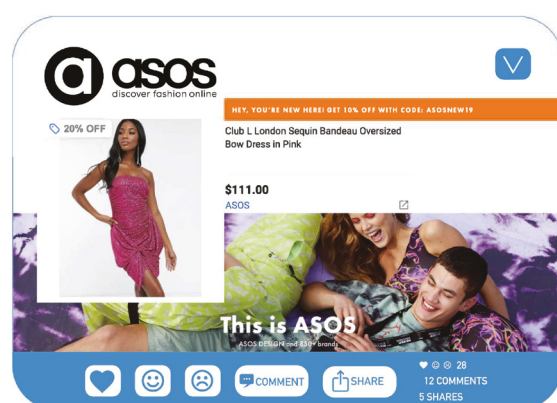 asos
discover fashion online
HEY, YOU'RE NEW HERE! GET 10% OFF WITH CODE: ASOSNEW19
20% OFF
Club L London Sequin Bandeau Oversized
Bow Dress in Pink
$111.00
ASOS
This is ASOS
ASOS DESIGN and 850+ brands
COMMENT
SHARE
28
12 COMMENTS
5 SHARES